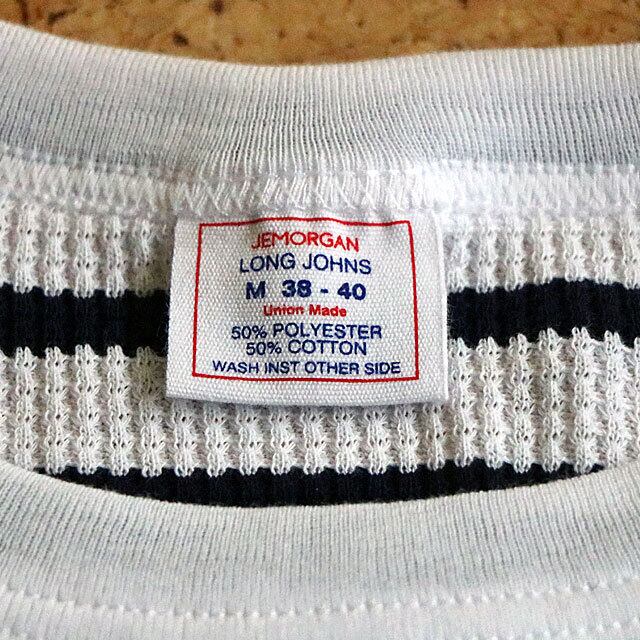 JEMORGAN
LONG JOHNS
M 38 - 40
Union Made
50% POLYESTER
50% COTTON
WASH INST OTHER SIDE